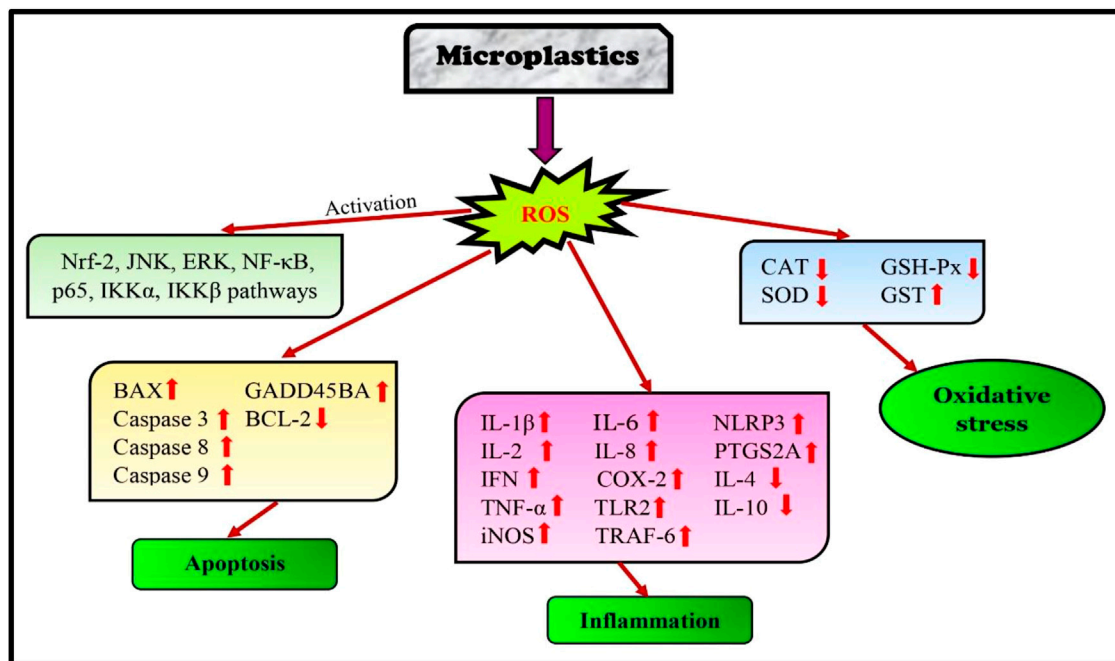 Microplastics
ROS
Activation
Nrf-2, JNK, ERK, NF-κB,
p65, IKKα, IKKβ pathways
CAT ⬇ GSH-Px ⬇
SOD ⬇ GST ⬆
Oxidative
stress
BAX ⬆ GADD45BA ⬆
Caspase 3 ⬆ BCL-2 ⬇
Caspase 8 ⬆
Caspase 9 ⬆
Apoptosis
IL-1β ⬆ IL-6 ⬆ NLRP3 ⬆
IL-2 ⬆ IL-8 ⬆ PTGS2A ⬆
IFN ⬆ COX-2 ⬆ IL-4 ⬇
TNF-α ⬆ TLR2 ⬆ IL-10 ⬇
iNOS ⬆ TRAF-6 ⬆
Inflammation